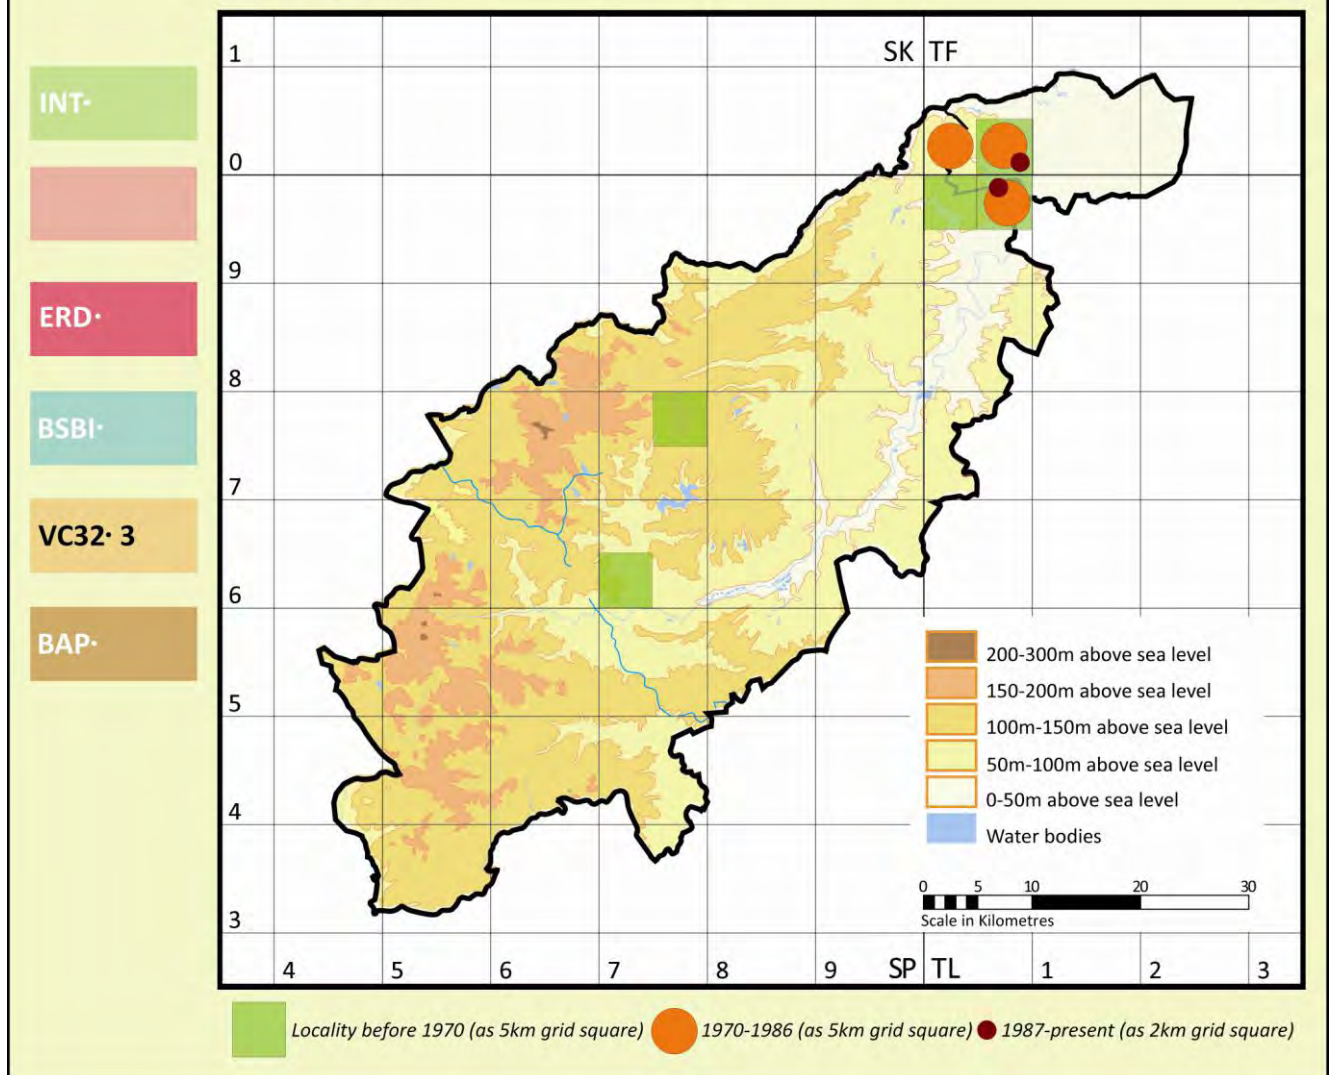 INT·
ERD·
BSBI·
VC32· 3
BAP·
SK TF
1
0
9
8
7
6
5
4
3
4 5 6 7 8 9 SP TL 1 2 3
200-300m above sea level
150-200m above sea level
100m-150m above sea level
50m-100m above sea level
0-50m above sea level
Water bodies
0 5 10 20 30
Scale in Kilometres
Locality before 1970 (as 5km grid square) 1970-1986 (as 5km grid square) 1987-present (as 2km grid square)